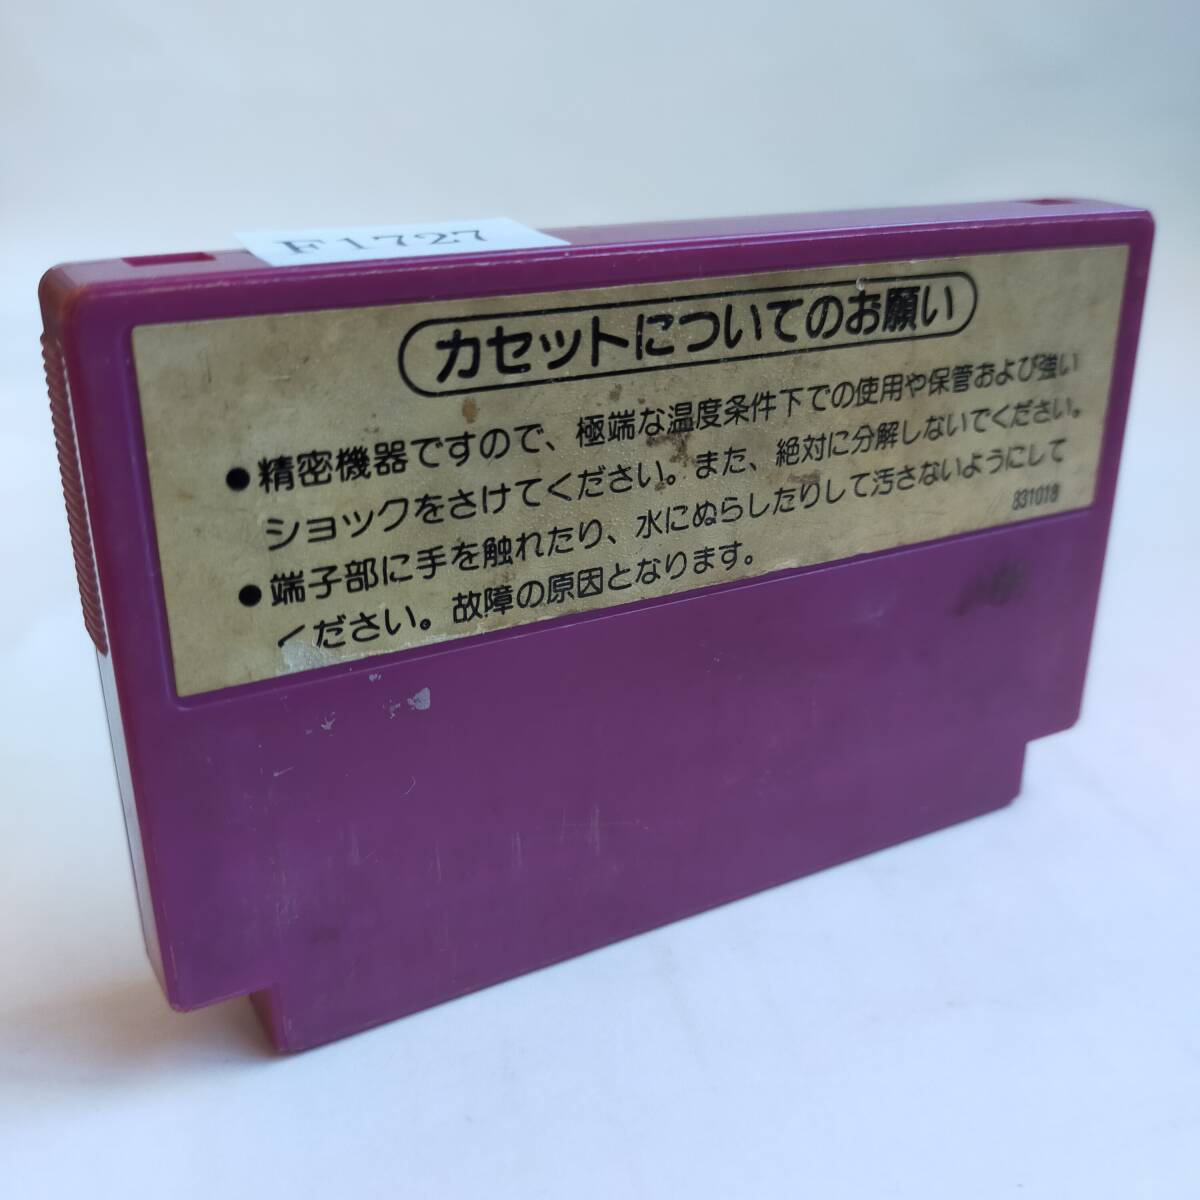 F1727
カセットについてのお願い
●精密機器ですので、極端な温度条件下での使用や保管および強い
ショックをさけてください。また、絶対に分解しないでください。
●端子部に手を触れたり、水にぬらしたりして汚さないようにして
ください。故障の原因となります。
831018